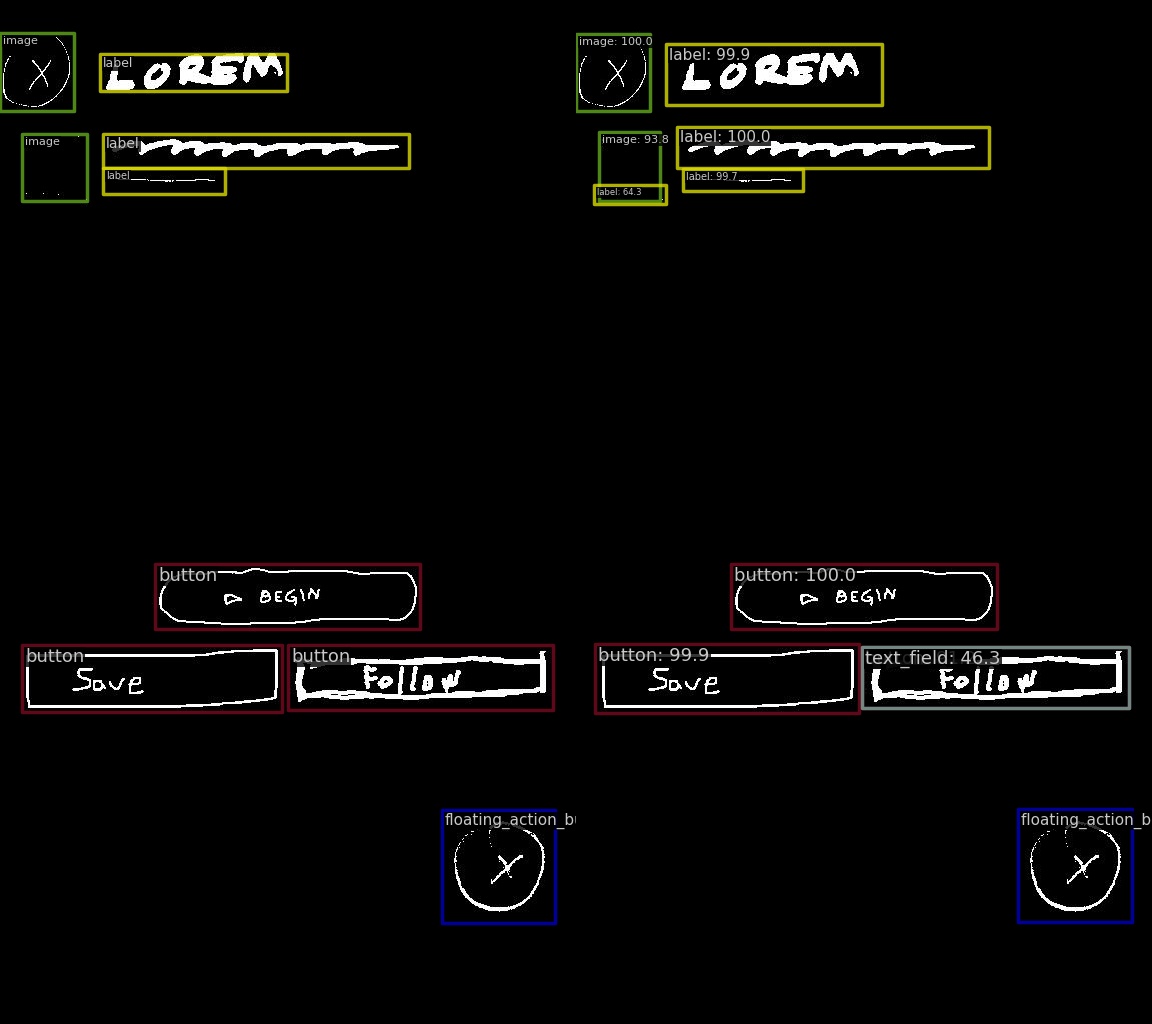 image
image: 100.0
label
LOREM
label: 99.9
LOREM
image
label
image: 93.8
label: 100.0
label
label: 99.7
label: 64.3
button
BEGIN
button: 100.0
BEGIN
button
Save
button
Follow
button: 99.9
Save
text_field: 46.3
Follow
floating_action_b
X
floating_action_b
X